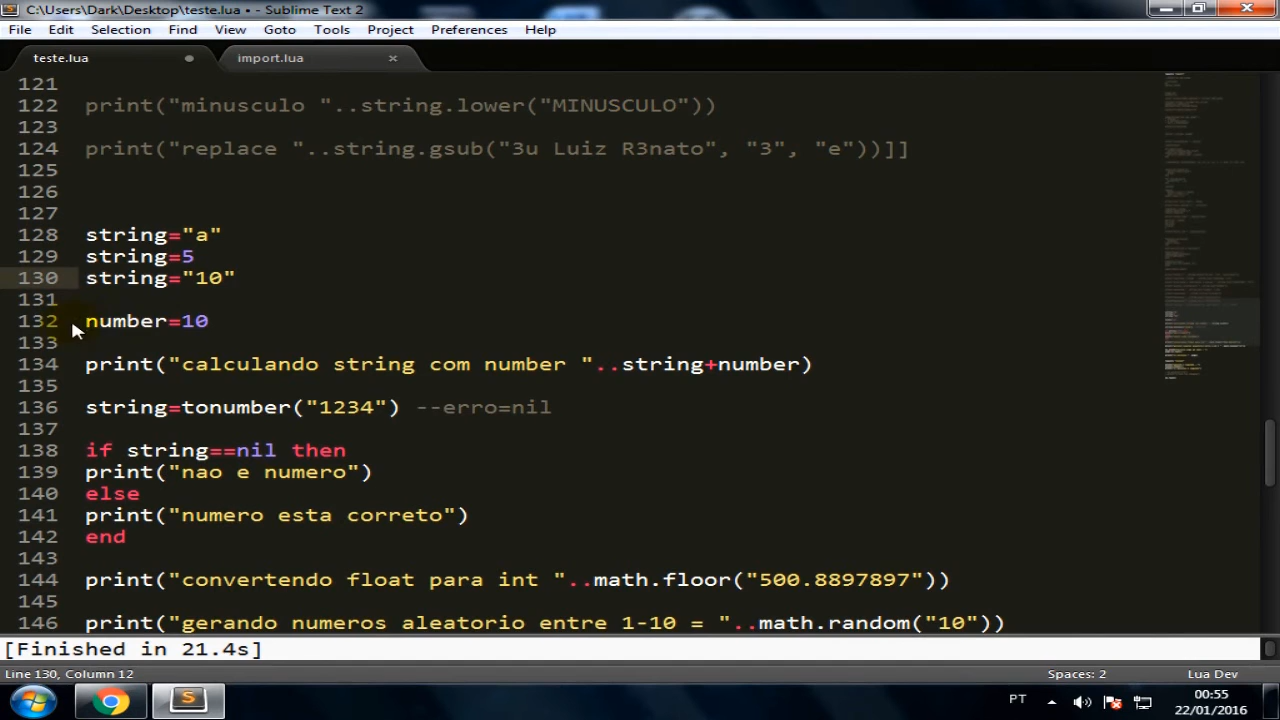 C:\Users\Dark\Desktop\teste.lua • - Sublime Text 2
File Edit Selection Find View Goto Tools Project Preferences Help
teste.lua import.lua
121
122 print("minusculo "..string.lower("MINUSCULO"))
123
124 print("replace "..string.gsub("3u Luiz R3nato", "3", "e"))]]
125
126
127
128 string="a"
129 string=5
130 string="10"
131
132 number=10
133
134 print("calculando string com number "..string+number)
135
136 string=tonumber("1234") --erro=nil
137
138 if string==nil then
139 print("nao e numero")
140 else
141 print("numero esta correto")
142 end
143
144 print("convertendo float para int "..math.floor("500.8897897"))
145
146 print("gerando numeros aleatorio entre 1-10 = "..math.random("10"))
[Finished in 21.4s]
Line 130, Column 12 Spaces: 2 Lua Dev
PT 00:55
22/01/2016